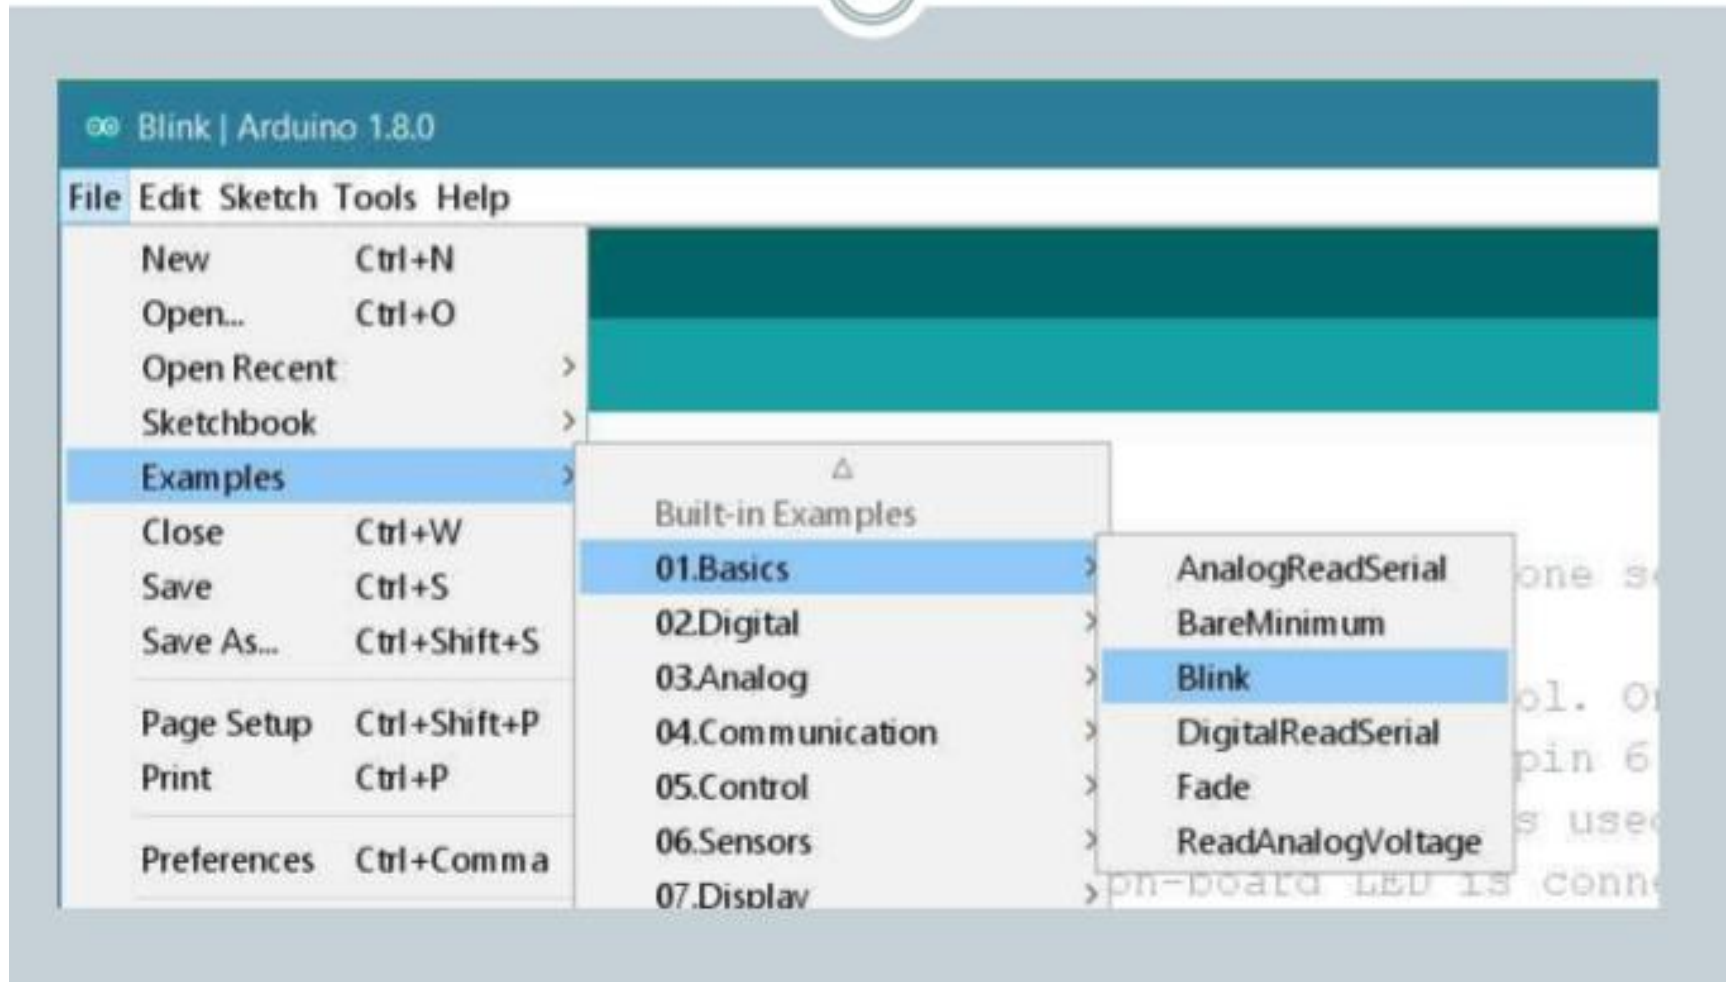 Blink | Arduino 1.8.0
File Edit Sketch Tools Help
New Ctrl+N
Open... Ctrl+O
Open Recent
Sketchbook
Examples
Close Ctrl+W
Save Ctrl+S
Save As... Ctrl+Shift+S
Page Setup Ctrl+Shift+P
Print Ctrl+P
Preferences Ctrl+Comma
Built-in Examples
01.Basics
02.Digital
03.Analog
04.Communication
05.Control
06.Sensors
07.Display
AnalogReadSerial
BareMinimum
Blink
DigitalReadSerial
Fade
ReadAnalogVoltage
one
pin 6
on-board LED is